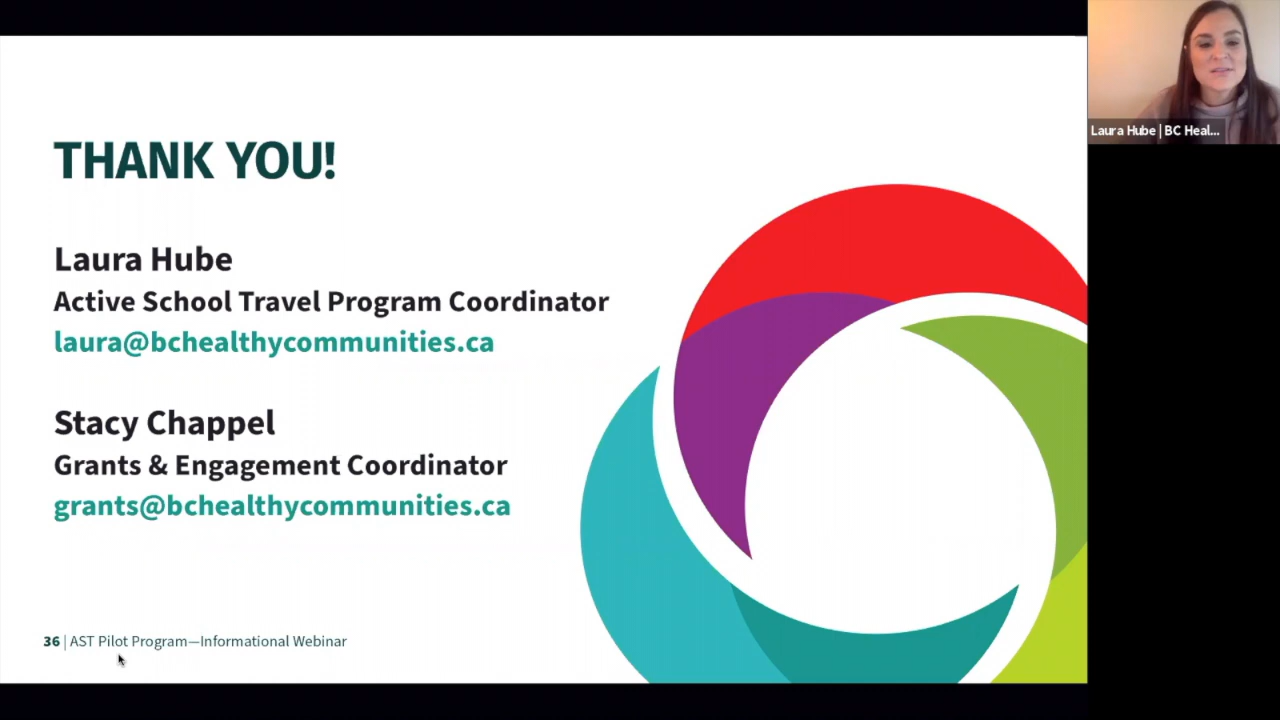 THANK YOU!
Laura Hube
Active School Travel Program Coordinator
laura@bchealthycommunities.ca
Stacy Chappel
Grants & Engagement Coordinator
grants@bchealthycommunities.ca
36 | AST Pilot Program—Informational Webinar
Laura Hube | BC Heal...